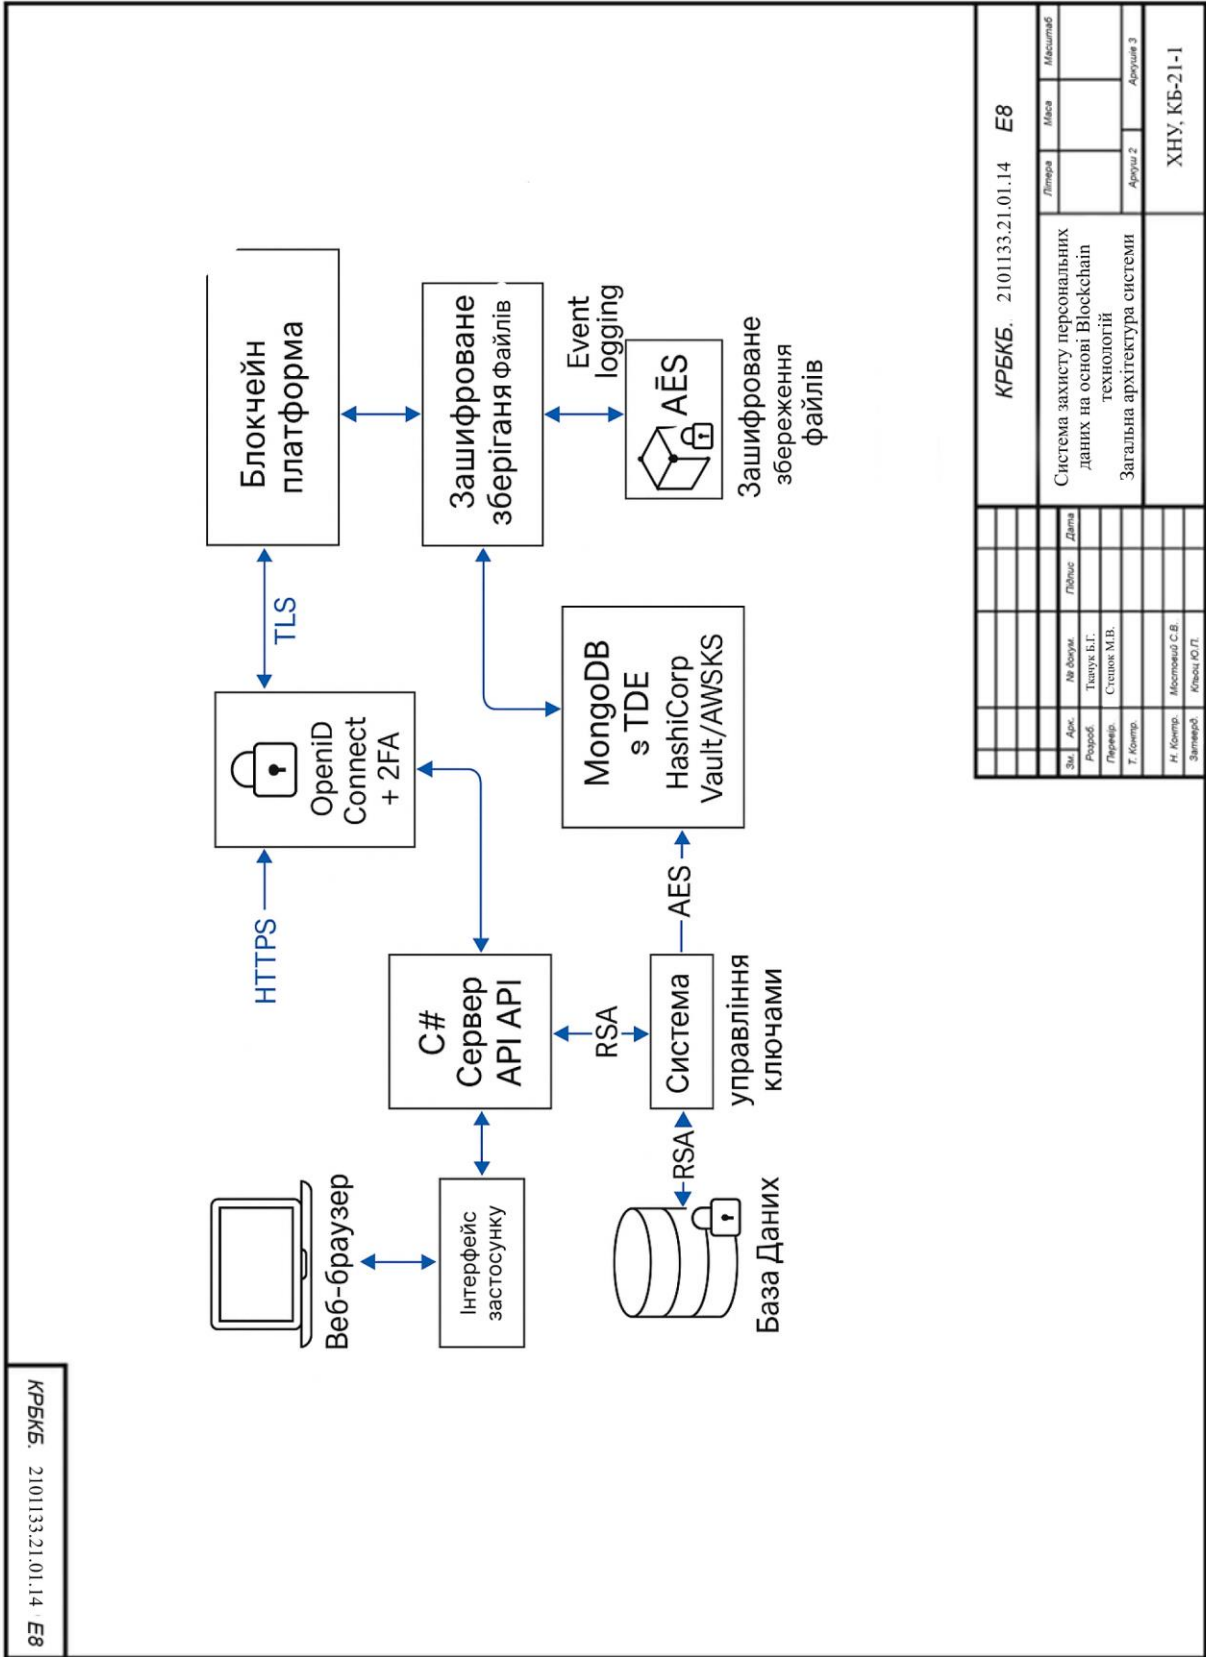 КРБКБ. 2101133.21.01.14 Е8
Веб-браузер
Інтерфейс
застосунку
HTTPS
OpeniD
Connect
+ 2FA
TLS
Блокчейн
платформа
C#
Сервер
API API
Зашифроване
зберіганя Файлів
Event
logging
AĒS
Зашифроване
збереження
файлів
RSA
Система
управління
ключами
RSA
База Даних
AES
MongoDB
s TDE
HashiCorp
Vault/AWSKS
КРБКБ. 2101133.21.01.14 Е8
Зм. Арк. № докум. Підпис Дата
Розроб. Ткачук Б.Г.
Перевір. Стецюк М.В.
Т. Контр.
Н. Контр. Мостовий С.В.
Затверд. Кльоц Ю.П.
Система захисту персональних
даних на основі Blockchain
технологій
Загальна архітектура системи
Літера Маса Масштаб
Аркуш 2 Аркушів 3
ХНУ, КБ-21-1